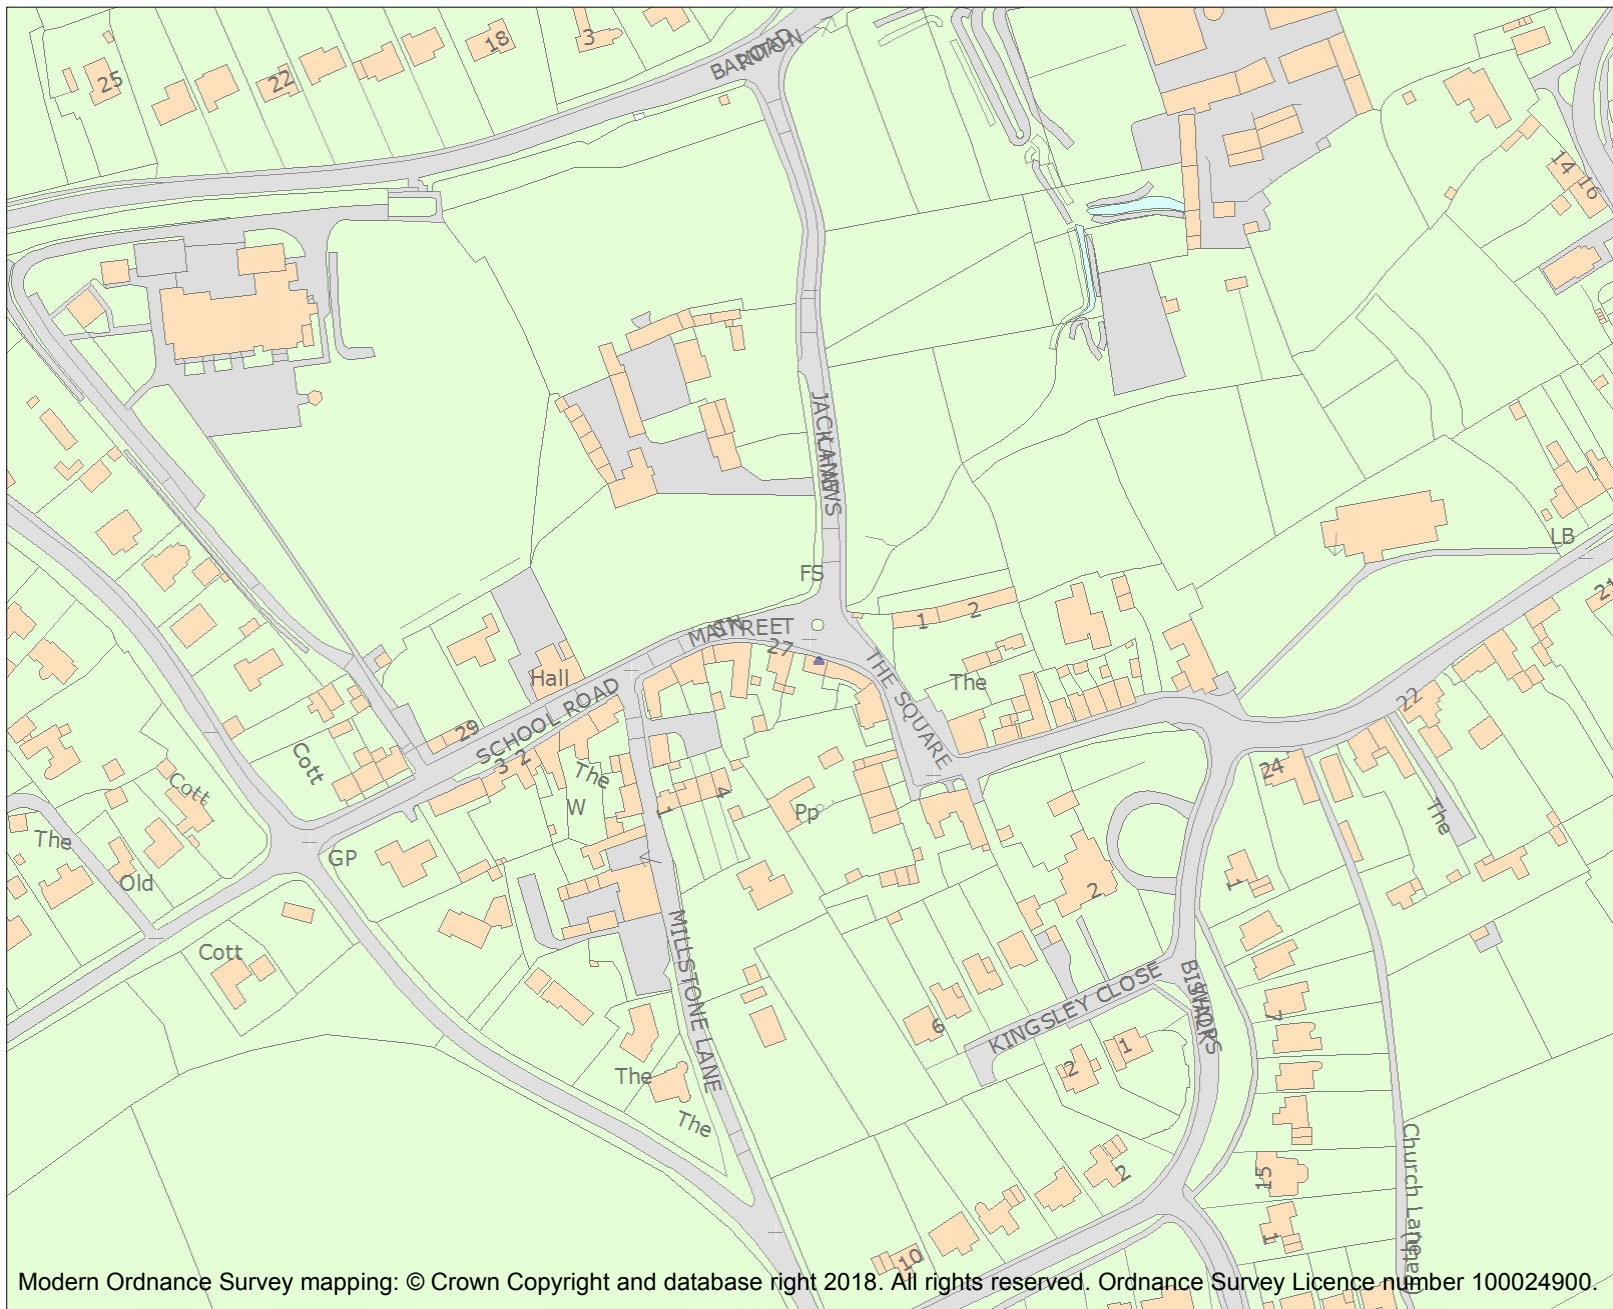 25
22
18
3
BAMPTON
ROAD
14
16
JACKLANDS
FS
LB
21
1
2
MAIN
STREET
27
THE SQUARE
The
Hall
29
SCHOOL ROAD
3
2
The
W
1
4
Pp
22
24
The
Cott
Cott
The
Old
GP
Cott
2
1
MILLSTONE LANE
6
KINGSLEY CLOSE
2
1
7
The
The
2
15
1
10
Church Lane
Modern Ordnance Survey mapping: © Crown Copyright and database right 2018. All rights reserved. Ordnance Survey Licence number 100024900.